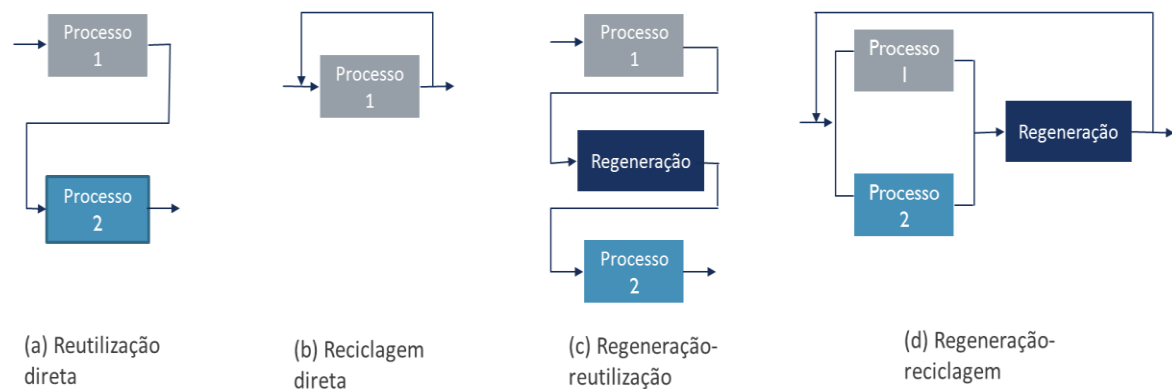 Processo
1
Processo
2
(a) Reutilização
direta
Processo
1
(b) Reciclagem
direta
Processo
1
Regeneração
Processo
2
(c) Regeneração-
reutilização
Processo
I
Regeneração
Processo
2
(d) Regeneração-
reciclagem